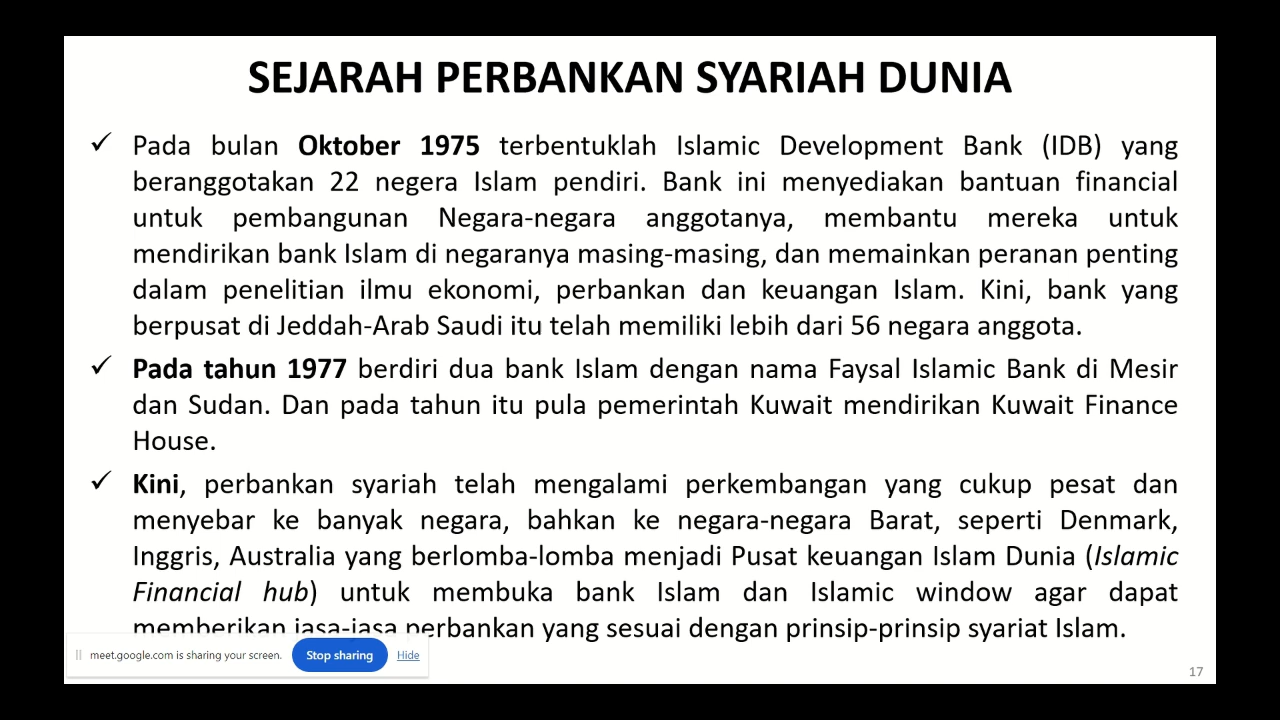 SEJARAH PERBANKAN SYARIAH DUNIA
✓ Pada bulan Oktober 1975 terbentuklah Islamic Development Bank (IDB) yang
beranggotakan 22 negera Islam pendiri. Bank ini menyediakan bantuan financial
untuk pembangunan Negara-negara anggotanya, membantu mereka untuk
mendirikan bank Islam di negaranya masing-masing, dan memainkan peranan penting
dalam penelitian ilmu ekonomi, perbankan dan keuangan Islam. Kini, bank yang
berpusat di Jeddah-Arab Saudi itu telah memiliki lebih dari 56 negara anggota.
✓ Pada tahun 1977 berdiri dua bank Islam dengan nama Faysal Islamic Bank di Mesir
dan Sudan. Dan pada tahun itu pula pemerintah Kuwait mendirikan Kuwait Finance
House.
✓ Kini, perbankan syariah telah mengalami perkembangan yang cukup pesat dan
menyebar ke banyak negara, bahkan ke negara-negara Barat, seperti Denmark,
Inggris, Australia yang berlomba-lomba menjadi Pusat keuangan Islam Dunia (Islamic
Financial hub) untuk membuka bank Islam dan Islamic window agar dapat
memberikan jasa-jasa perbankan yang sesuai dengan prinsip-prinsip syariat Islam.
meet.google.com is sharing your screen. Stop sharing Hide
17